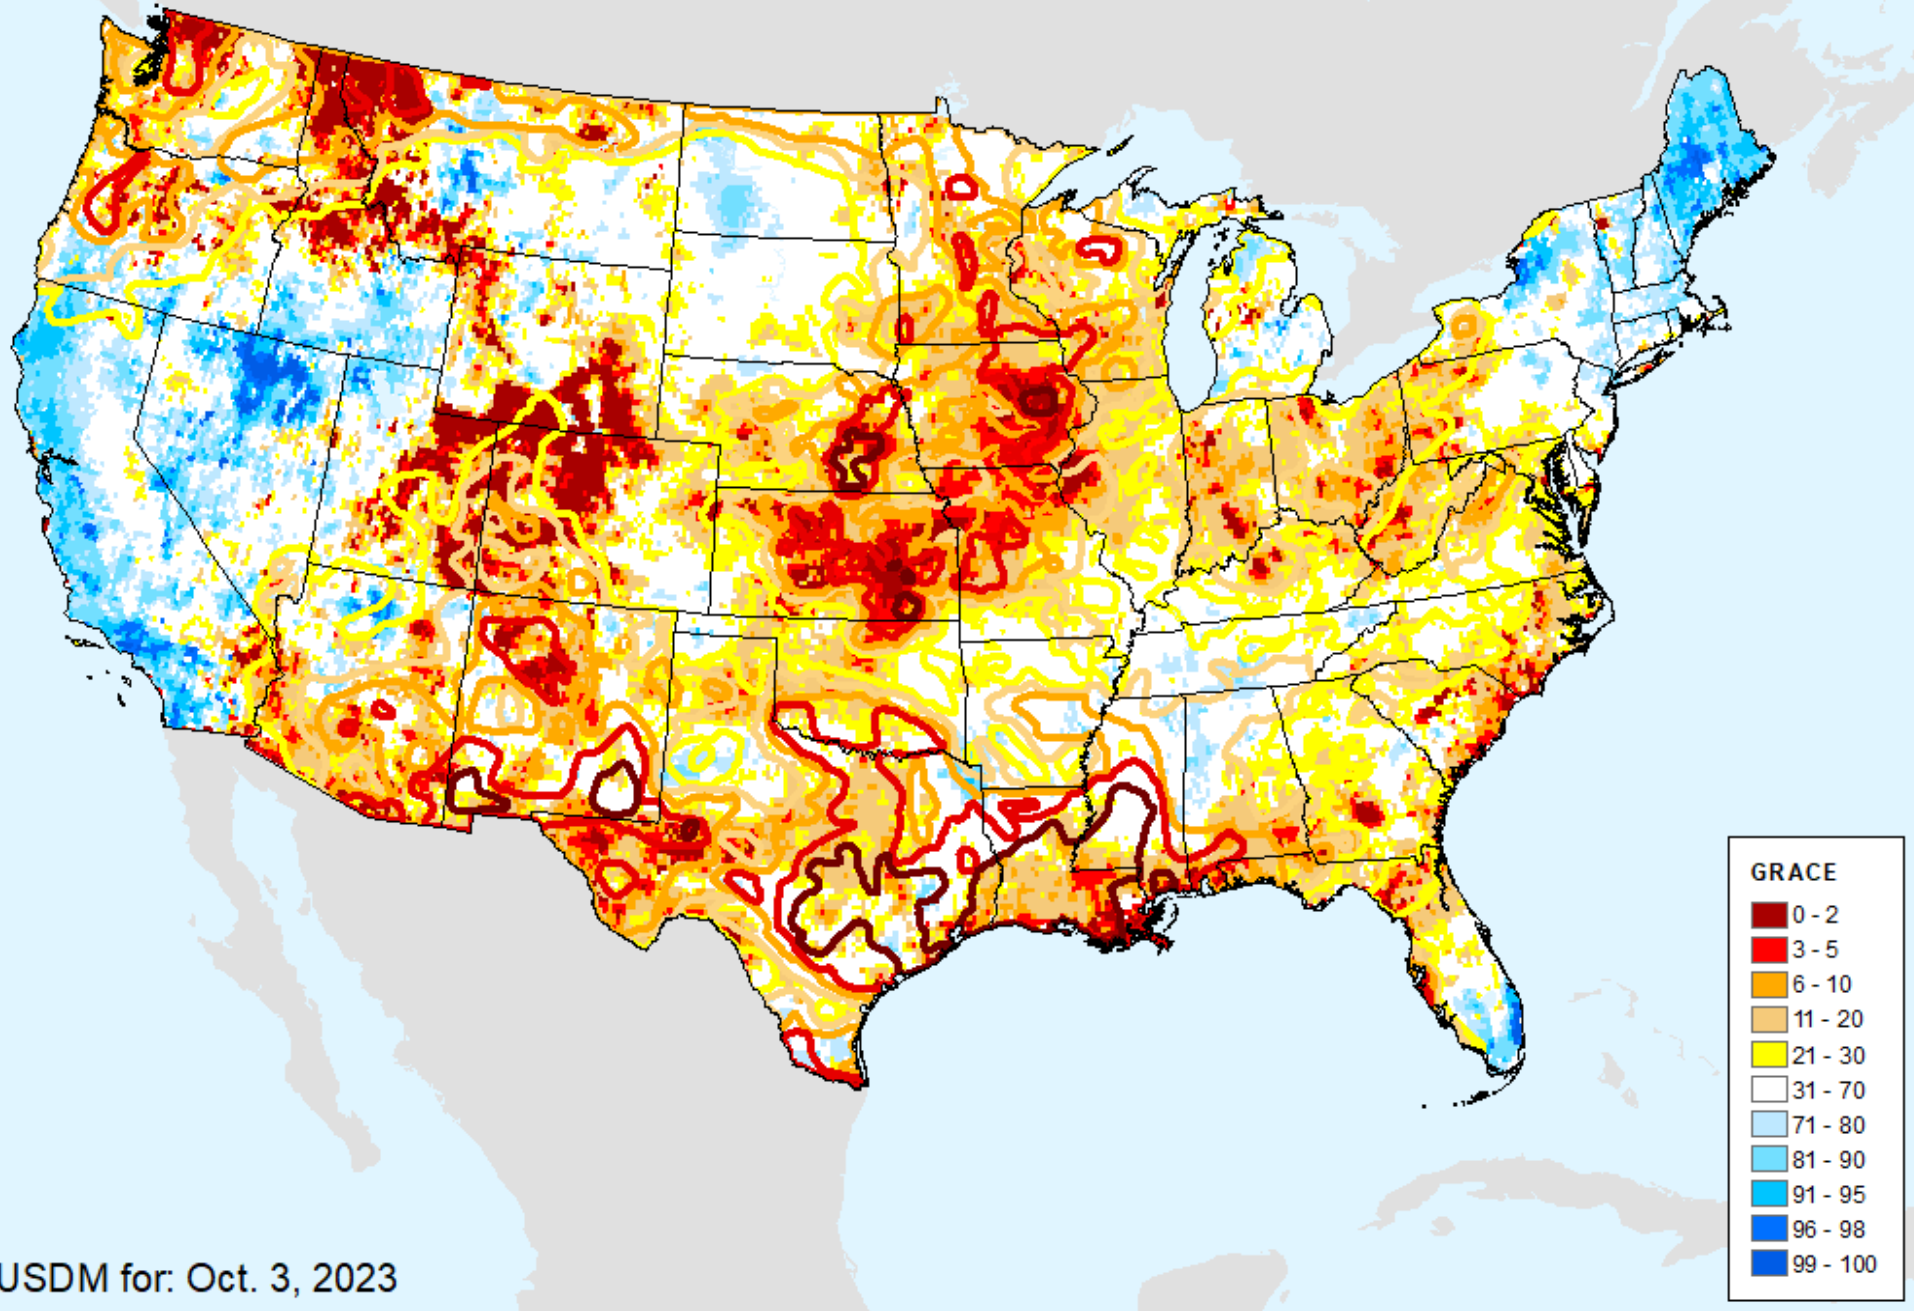 GRACE
0 - 2
3 - 5
6 - 10
11 - 20
21 - 30
31 - 70
71 - 80
81 - 90
91 - 95
96 - 98
99 - 100
USDM for: Oct. 3, 2023